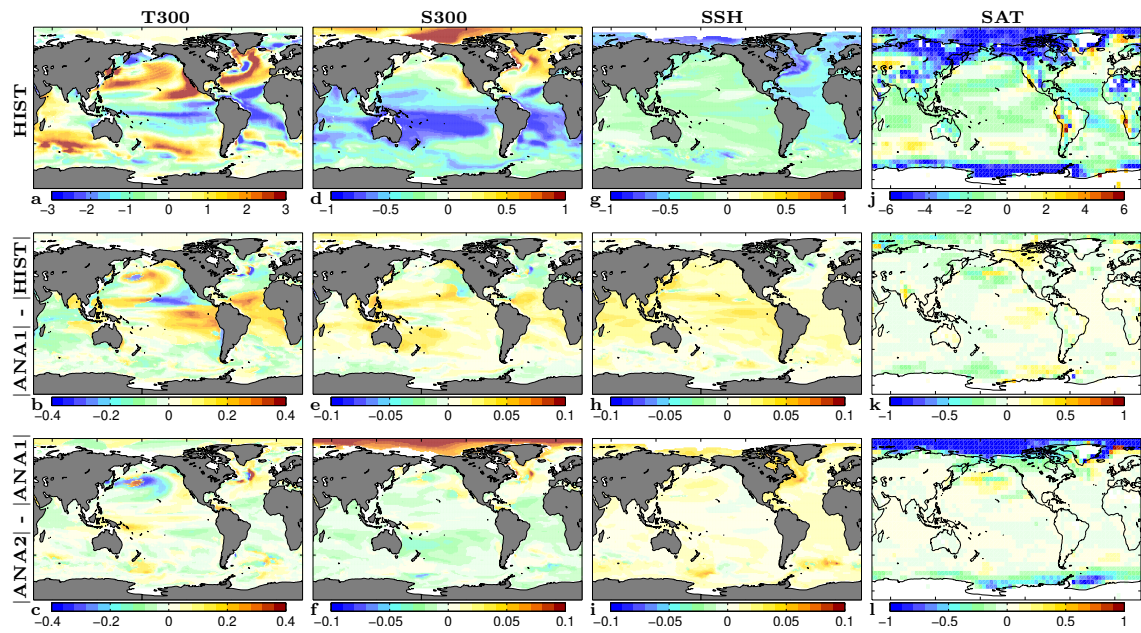 T300 S300 SSH SAT
HIST
a −3 −2 −1 0 1 2 3 d −1 −0.5 0 0.5 1 g −1 −0.5 0 0.5 1 j −6 −4 −2 0 2 4 6
|ANA1| - |HIST|
b −0.4 −0.2 0 0.2 0.4 e −0.1 −0.05 0 0.05 0.1 h −0.1 −0.05 0 0.05 0.1 k −1 −0.5 0 0.5 1
|ANA2| - |ANA1|
c −0.4 −0.2 0 0.2 0.4 f −0.1 −0.05 0 0.05 0.1 i −0.1 −0.05 0 0.05 0.1 l −1 −0.5 0 0.5 1